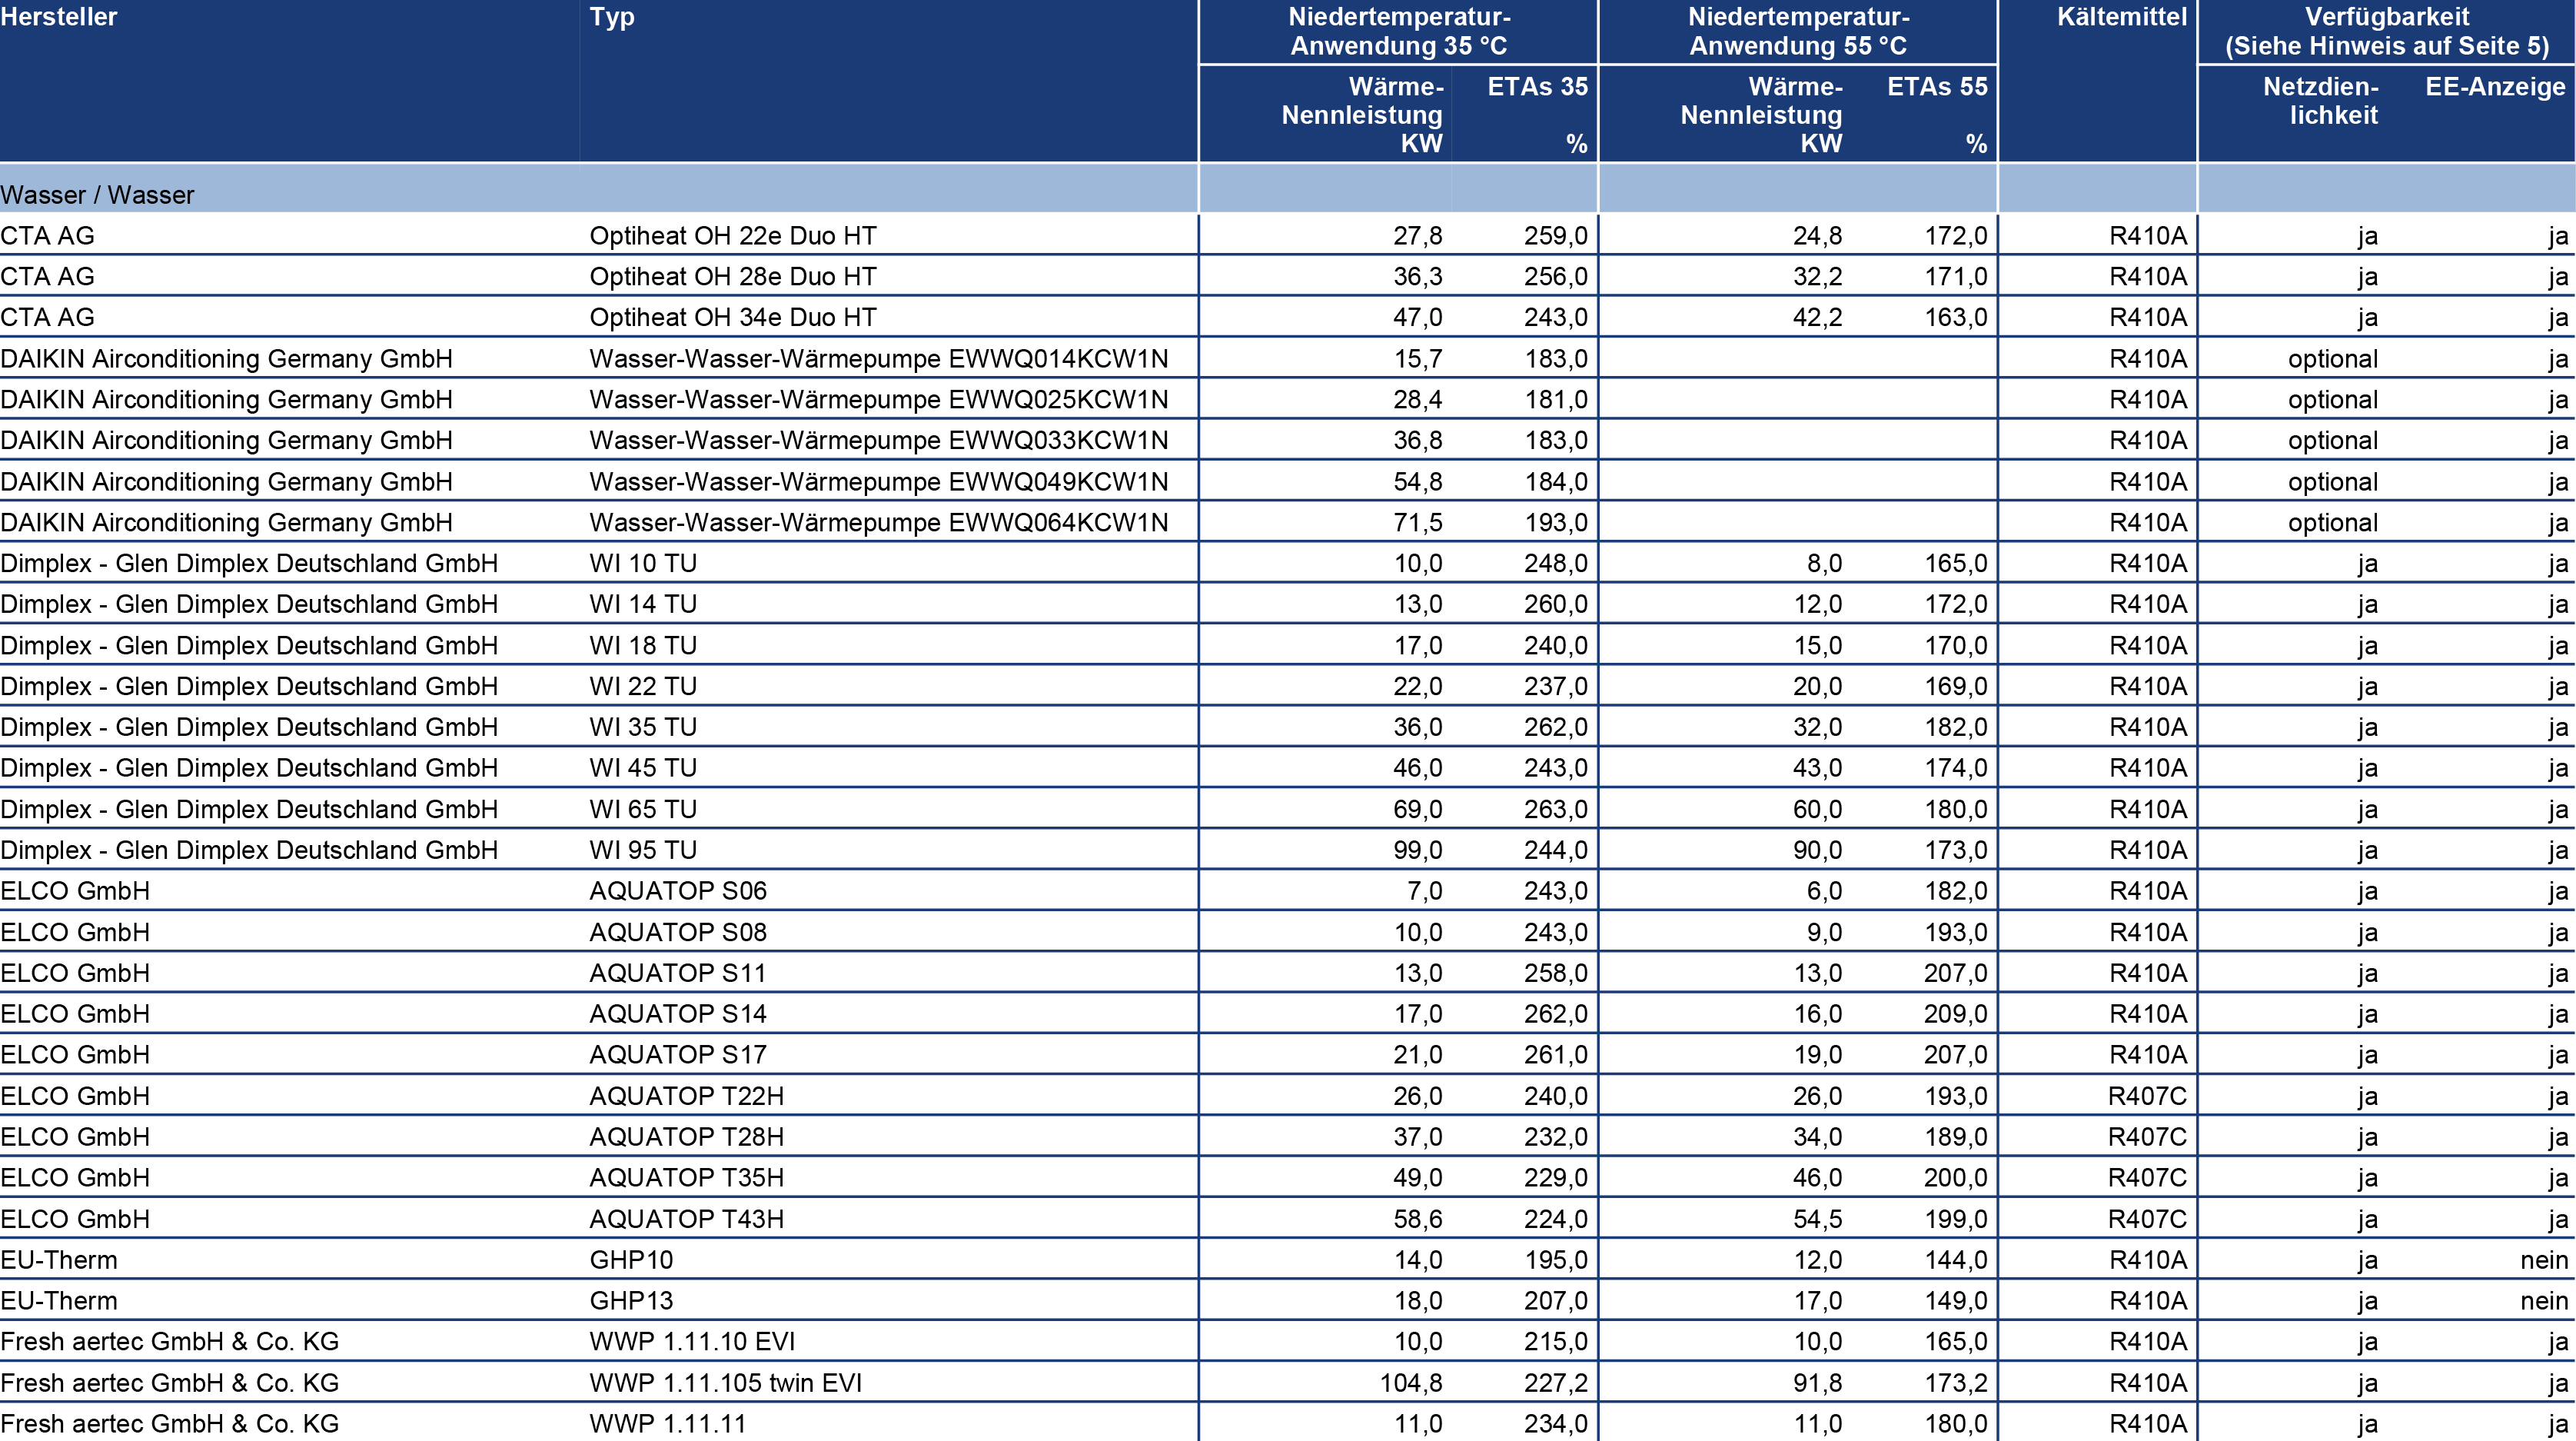 Hersteller Typ Niedertemperatur- Niedertemperatur- Kältemittel Verfügbarkeit
Anwendung 35 °C Anwendung 55 °C (Siehe Hinweis auf Seite 5)
Wärme- ETAs 35 Wärme- ETAs 55 Netzdien- EE-Anzeige
Nennleistung Nennleistung lichkeit
KW % KW %
Wasser / Wasser
CTA AG Optiheat OH 22e Duo HT 27,8 259,0 24,8 172,0 R410A ja ja
CTA AG Optiheat OH 28e Duo HT 36,3 256,0 32,2 171,0 R410A ja ja
CTA AG Optiheat OH 34e Duo HT 47,0 243,0 42,2 163,0 R410A ja ja
DAIKIN Airconditioning Germany GmbH Wasser-Wasser-Wärmepumpe EWWQ014KCW1N 15,7 183,0 R410A optional ja
DAIKIN Airconditioning Germany GmbH Wasser-Wasser-Wärmepumpe EWWQ025KCW1N 28,4 181,0 R410A optional ja
DAIKIN Airconditioning Germany GmbH Wasser-Wasser-Wärmepumpe EWWQ033KCW1N 36,8 183,0 R410A optional ja
DAIKIN Airconditioning Germany GmbH Wasser-Wasser-Wärmepumpe EWWQ049KCW1N 54,8 184,0 R410A optional ja
DAIKIN Airconditioning Germany GmbH Wasser-Wasser-Wärmepumpe EWWQ064KCW1N 71,5 193,0 R410A optional ja
Dimplex - Glen Dimplex Deutschland GmbH WI 10 TU 10,0 248,0 8,0 165,0 R410A ja ja
Dimplex - Glen Dimplex Deutschland GmbH WI 14 TU 13,0 260,0 12,0 172,0 R410A ja ja
Dimplex - Glen Dimplex Deutschland GmbH WI 18 TU 17,0 240,0 15,0 170,0 R410A ja ja
Dimplex - Glen Dimplex Deutschland GmbH WI 22 TU 22,0 237,0 20,0 169,0 R410A ja ja
Dimplex - Glen Dimplex Deutschland GmbH WI 35 TU 36,0 262,0 32,0 182,0 R410A ja ja
Dimplex - Glen Dimplex Deutschland GmbH WI 45 TU 46,0 243,0 43,0 174,0 R410A ja ja
Dimplex - Glen Dimplex Deutschland GmbH WI 65 TU 69,0 263,0 60,0 180,0 R410A ja ja
Dimplex - Glen Dimplex Deutschland GmbH WI 95 TU 99,0 244,0 90,0 173,0 R410A ja ja
ELCO GmbH AQUATOP S06 7,0 243,0 6,0 182,0 R410A ja ja
ELCO GmbH AQUATOP S08 10,0 243,0 9,0 193,0 R410A ja ja
ELCO GmbH AQUATOP S11 13,0 258,0 13,0 207,0 R410A ja ja
ELCO GmbH AQUATOP S14 17,0 262,0 16,0 209,0 R410A ja ja
ELCO GmbH AQUATOP S17 21,0 261,0 19,0 207,0 R410A ja ja
ELCO GmbH AQUATOP T22H 26,0 240,0 26,0 193,0 R407C ja ja
ELCO GmbH AQUATOP T28H 37,0 232,0 34,0 189,0 R407C ja ja
ELCO GmbH AQUATOP T35H 49,0 229,0 46,0 200,0 R407C ja ja
ELCO GmbH AQUATOP T43H 58,6 224,0 54,5 199,0 R407C ja ja
EU-Therm GHP10 14,0 195,0 12,0 144,0 R410A ja nein
EU-Therm GHP13 18,0 207,0 17,0 149,0 R410A ja nein
Fresh aertec GmbH & Co. KG WWP 1.11.10 EVI 10,0 215,0 10,0 165,0 R410A ja ja
Fresh aertec GmbH & Co. KG WWP 1.11.105 twin EVI 104,8 227,2 91,8 173,2 R410A ja ja
Fresh aertec GmbH & Co. KG WWP 1.11.11 11,0 234,0 11,0 180,0 R410A ja ja